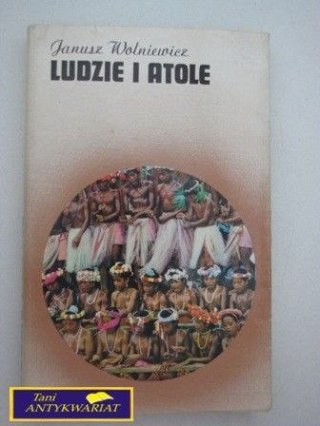 Janusz Wolniewicz
LUDZIE I ATOLE
Tani
ANTYKWARIAT